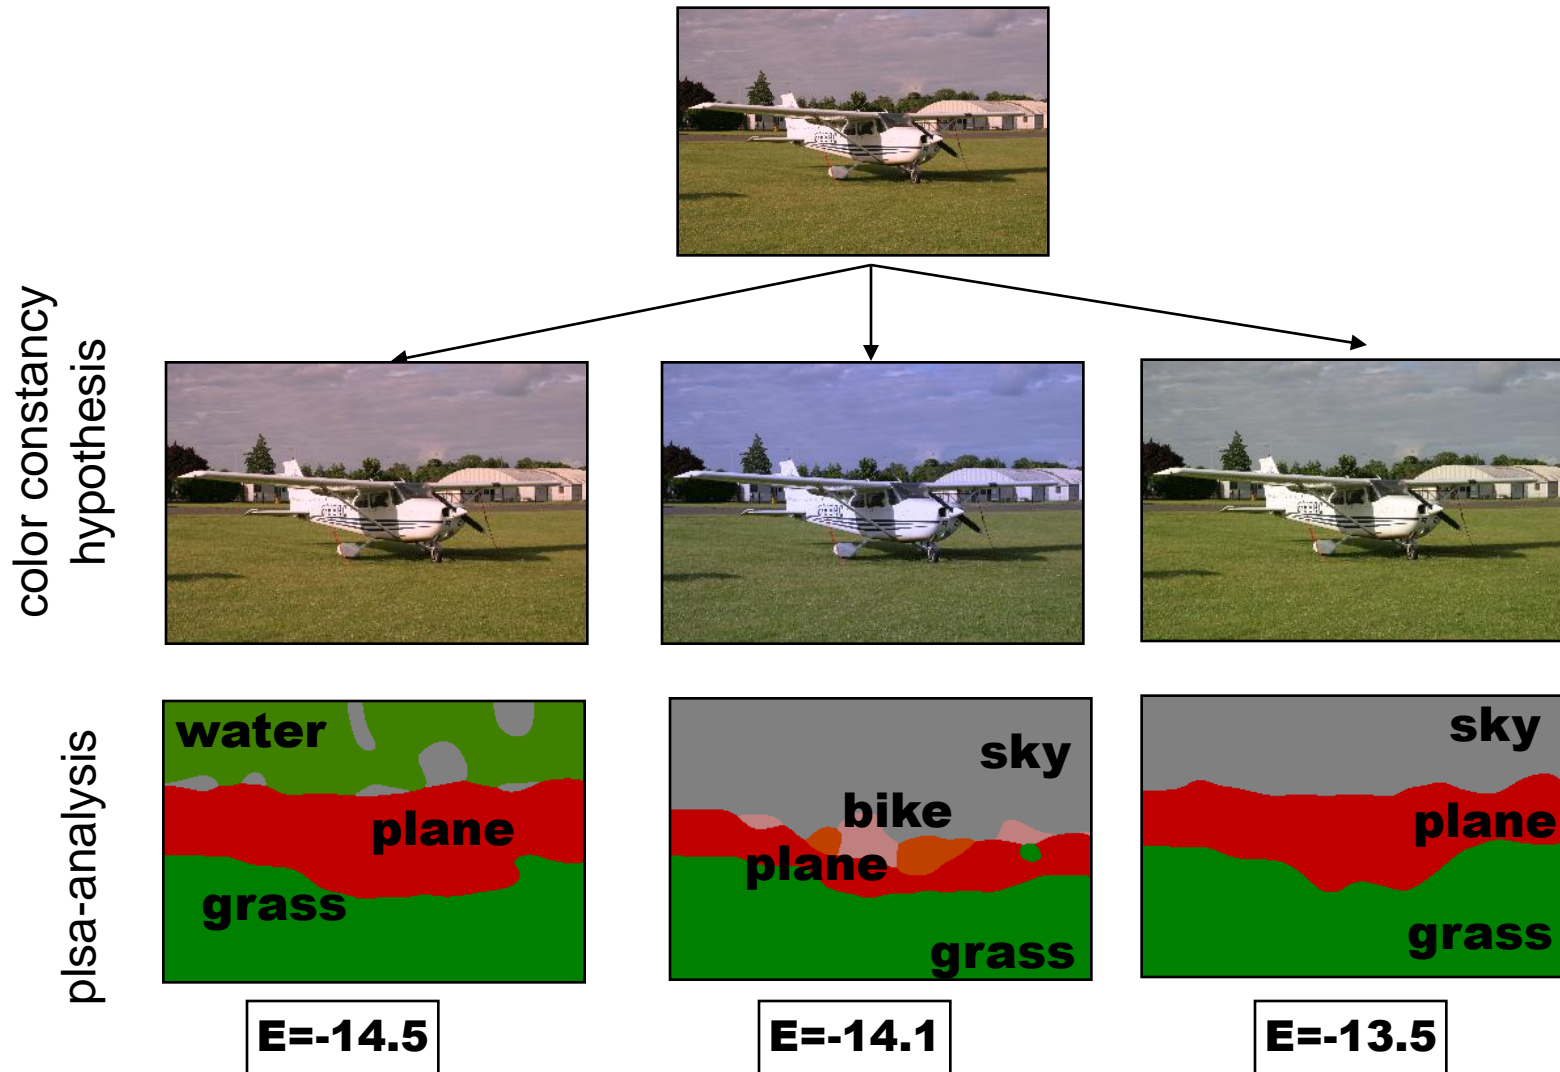 color constancy
hypothesis
plsa-analysis
water
plane
grass
sky
bike
plane
grass
sky
plane
grass
E=-14.5
E=-14.1
E=-13.5